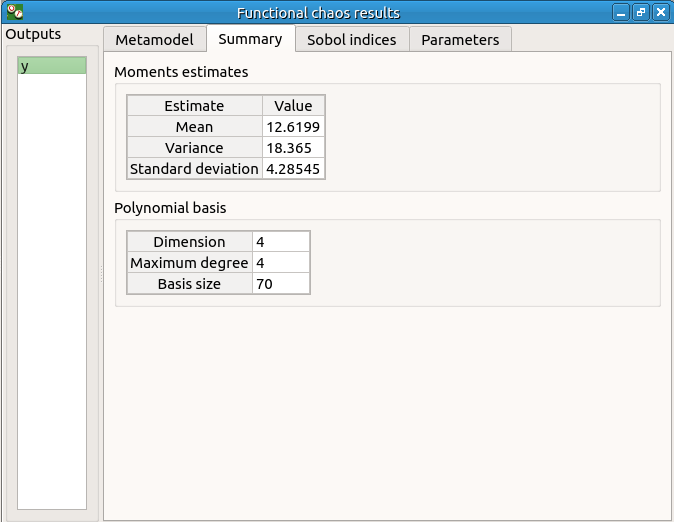 Functional chaos results
Outputs
y
Metamodel Summary Sobol indices Parameters
Moments estimates
Estimate Value
Mean 12.6199
Variance 18.365
Standard deviation 4.28545
Polynomial basis
Dimension 4
Maximum degree 4
Basis size 70